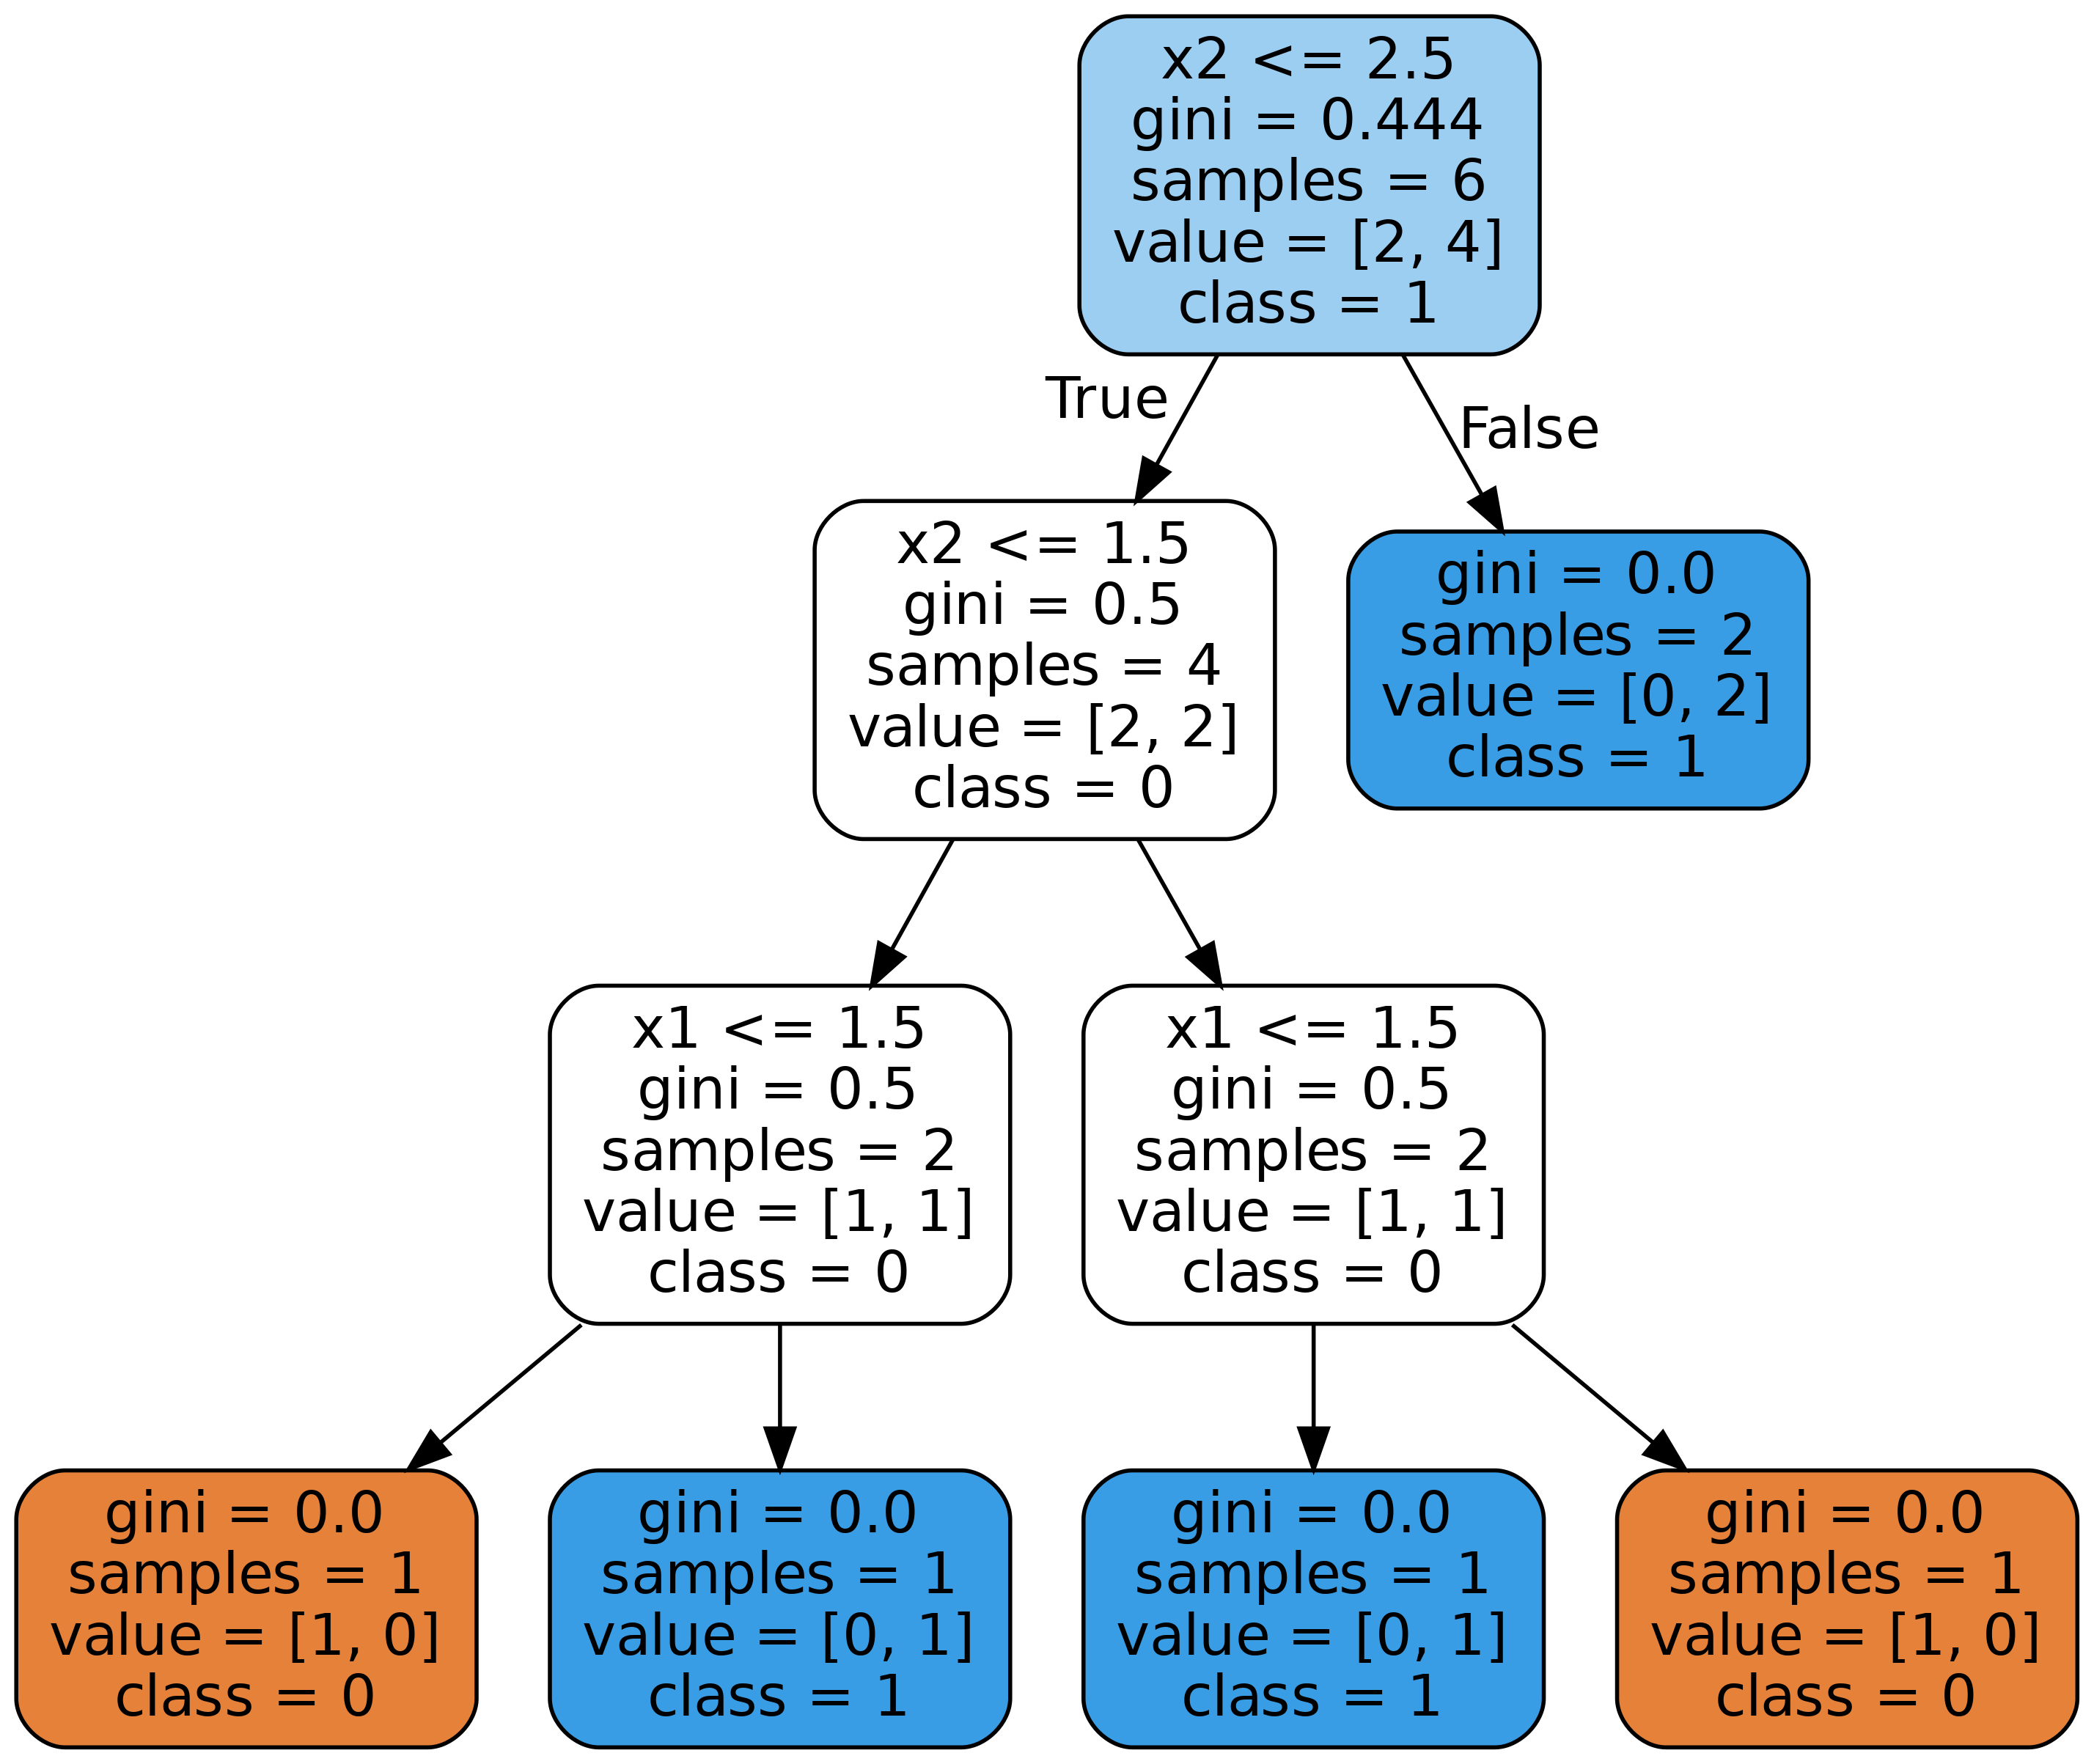 x2 <= 2.5
gini = 0.444
samples = 6
value = [2, 4]
class = 1
True
False
x2 <= 1.5
gini = 0.5
samples = 4
value = [2, 2]
class = 0
gini = 0.0
samples = 2
value = [0, 2]
class = 1
x1 <= 1.5
gini = 0.5
samples = 2
value = [1, 1]
class = 0
x1 <= 1.5
gini = 0.5
samples = 2
value = [1, 1]
class = 0
gini = 0.0
samples = 1
value = [1, 0]
class = 0
gini = 0.0
samples = 1
value = [0, 1]
class = 1
gini = 0.0
samples = 1
value = [0, 1]
class = 1
gini = 0.0
samples = 1
value = [1, 0]
class = 0